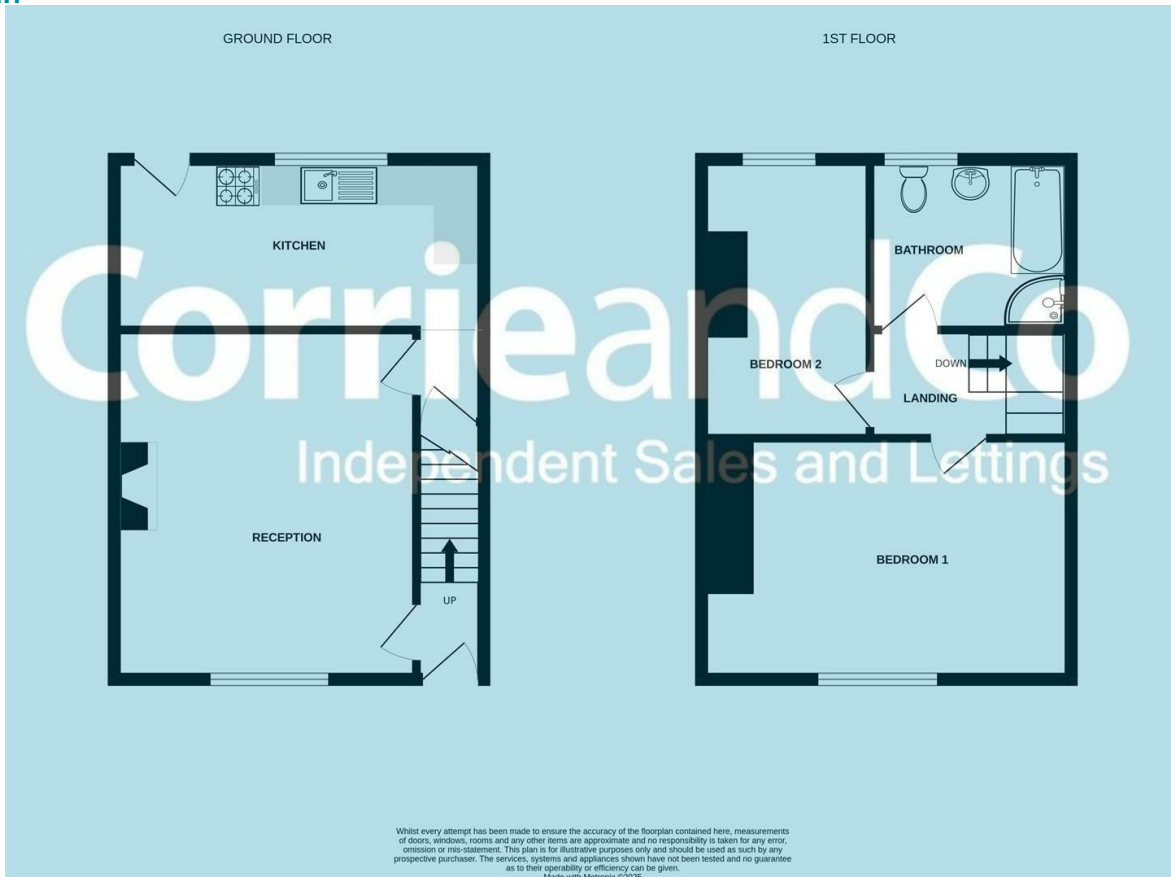 GROUND FLOOR
1ST FLOOR
KITCHEN
BATHROOM
CorrieandCo
BEDROOM 2
DOWN
LANDING
Independent Sales and Lettings
RECEPTION
BEDROOM 1
UP
Whilst every attempt has been made to ensure the accuracy of the floorplan contained here, measurements
of doors, windows, rooms and any other items are approximate and no responsibility is taken for any error,
omission or mis-statement. This plan is for illustrative purposes only and should be used as such by any
prospective purchaser. The services, systems and appliances shown have not been tested and no guarantee
as to their operability or efficiency can be given.
Made with Metropix ©2025